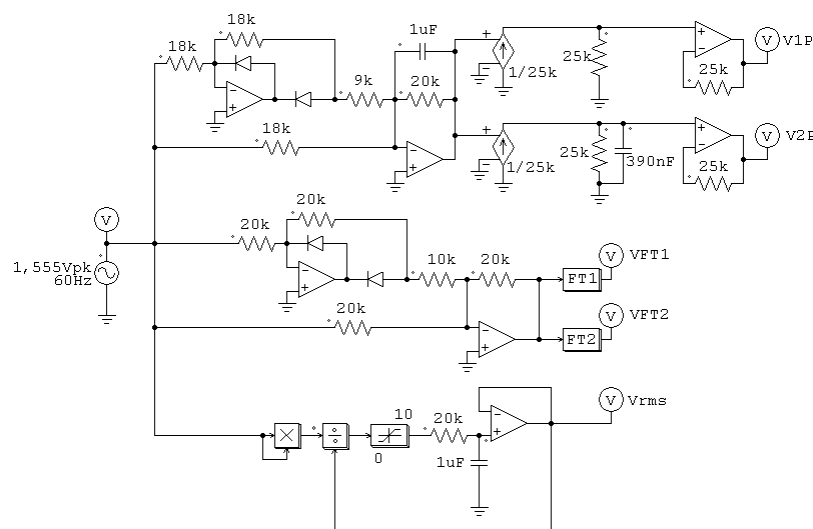 18k
18k
1uF
9k
20k
18k
1/25k
25k
25k
V
V1P
1/25k
25k
390nF
25k
V
V2P
V
1,555Vpk
60Hz
20k
20k
10k
20k
20k
FT1
V
VFT1
FT2
V
VFT2
10
0
20k
1uF
V
Vrms